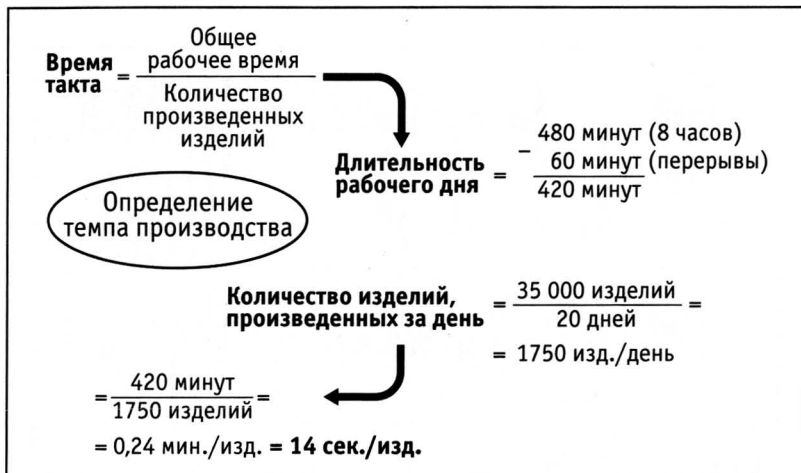 Время такта = Общее рабочее время / Количество произведенных изделий
Длительность рабочего дня = 480 минут (8 часов)
− 60 минут (перерывы)
420 минут
Определение
темпа производства
Количество изделий, произведенных за день = 35 000 изделий / 20 дней =
= 1750 изд./день
= 420 минут / 1750 изделий =
= 0,24 мин./изд. = 14 сек./изд.